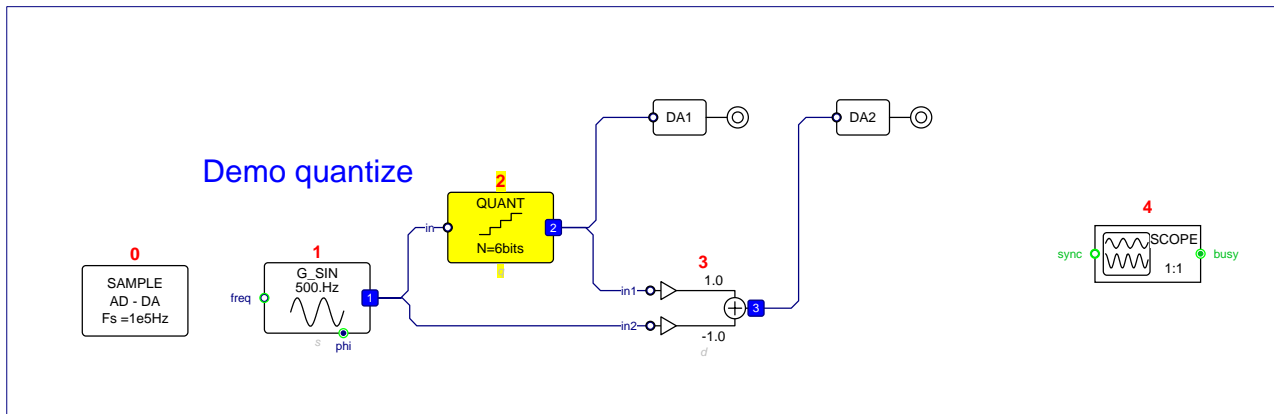 DA1
DA2
Demo quantize
2
QUANT
in
2
N=6bits
q
4
SCOPE
sync
1:1
busy
0
SAMPLE
AD - DA
Fs =1e5Hz
1
G_SIN
500.Hz
freq
1
s
phi
3
1.0
in1
3
in2
-1.0
d